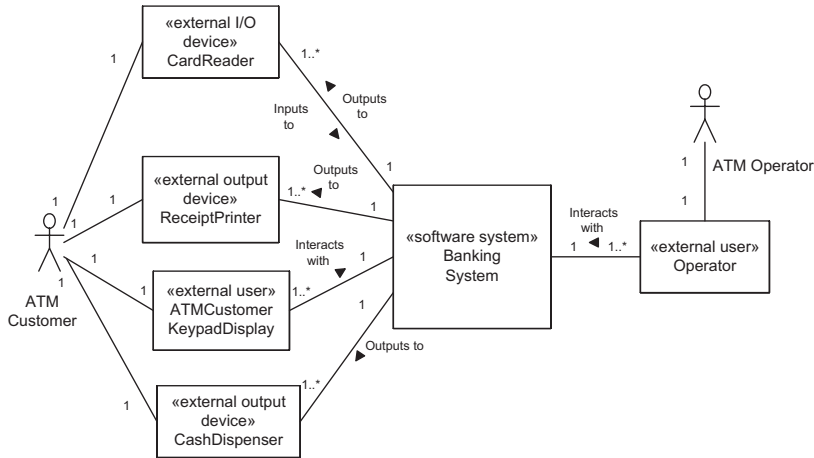 «external I/O
device»
CardReader
1
1
1..*
Outputs
to
Inputs
to
1
«external output
device»
ReceiptPrinter
1
1
1..*
Outputs
to
1
ATM
Customer
1
1
«external user»
ATMCustomer
KeypadDisplay
1..*
Interacts
with
1
1
1
«external output
device»
CashDispenser
1..*
Outputs to
1
«software system»
Banking
System
1
Interacts
with
1..*
«external user»
Operator
1
1
ATM Operator